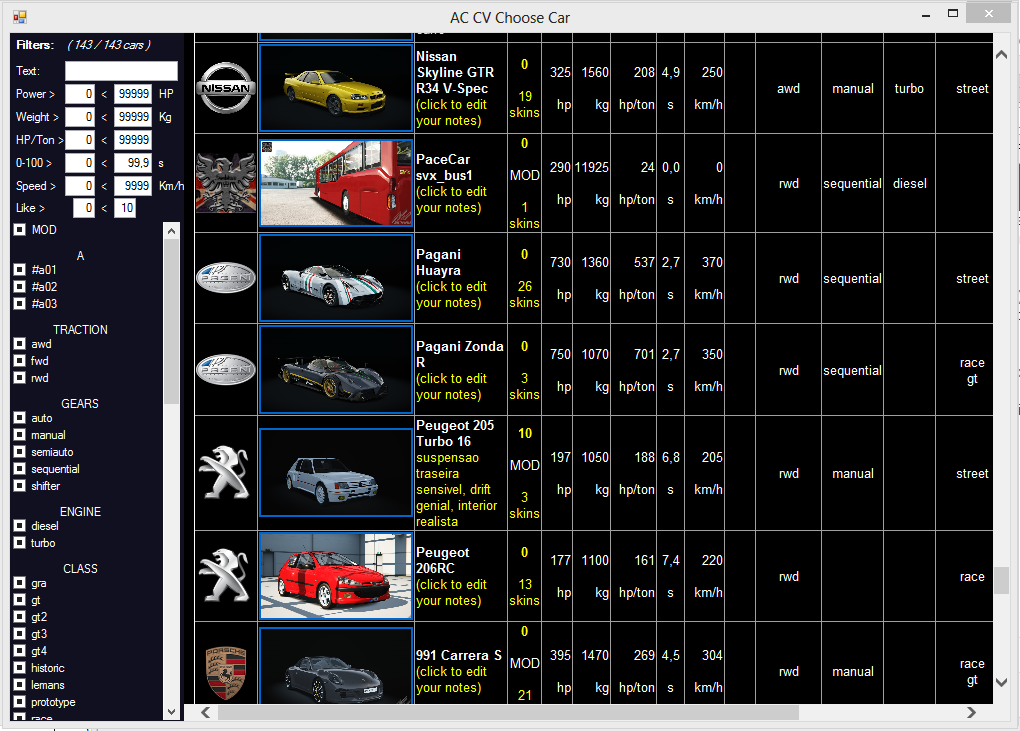 AC CV Choose Car
Filters: ( 143 / 143 cars )
Text:
Power > 0 < 99999 HP
Weight > 0 < 99999 Kg
HP/Ton > 0 < 99999
0-100 > 0 < 99,9 s
Speed > 0 < 9999 Km/h
Like > 0 < 10
MOD
A
#a01
#a02
#a03
TRACTION
awd
fwd
rwd
GEARS
auto
manual
semiauto
sequential
shifter
ENGINE
diesel
turbo
CLASS
gra
gt
gt2
gt3
gt4
historic
lemans
prototype
race
NISSAN
Nissan
Skyline GTR
R34 V-Spec
(click to edit
your notes)
0
19
skins
325 hp
1560 kg
208 hp/ton
4,9 s
250 km/h
awd
manual
turbo
street
PaceCar
svx_bus1
(click to edit
your notes)
0
MOD
1
skins
290 hp
11925 kg
24 hp/ton
0,0 s
0 km/h
rwd
sequential
diesel
PAGANI
Pagani
Huayra
(click to edit
your notes)
0
26
skins
730 hp
1360 kg
537 hp/ton
2,7 s
370 km/h
rwd
sequential
street
PAGANI
Pagani Zonda
R
(click to edit
your notes)
0
3
skins
750 hp
1070 kg
701 hp/ton
2,7 s
350 km/h
rwd
sequential
race
gt
Peugeot 205
Turbo 16
suspensao
traseira
sensivel, drift
genial, interior
realista
10
MOD
3
skins
197 hp
1050 kg
188 hp/ton
6,8 s
205 km/h
rwd
manual
street
Peugeot
206RC
(click to edit
your notes)
0
13
skins
177 hp
1100 kg
161 hp/ton
7,4 s
220 km/h
rwd
race
991 Carrera S
(click to edit
your notes)
0
MOD
21
395 hp
1470 kg
269 hp/ton
4,5 s
304 km/h
rwd
manual
race
gt